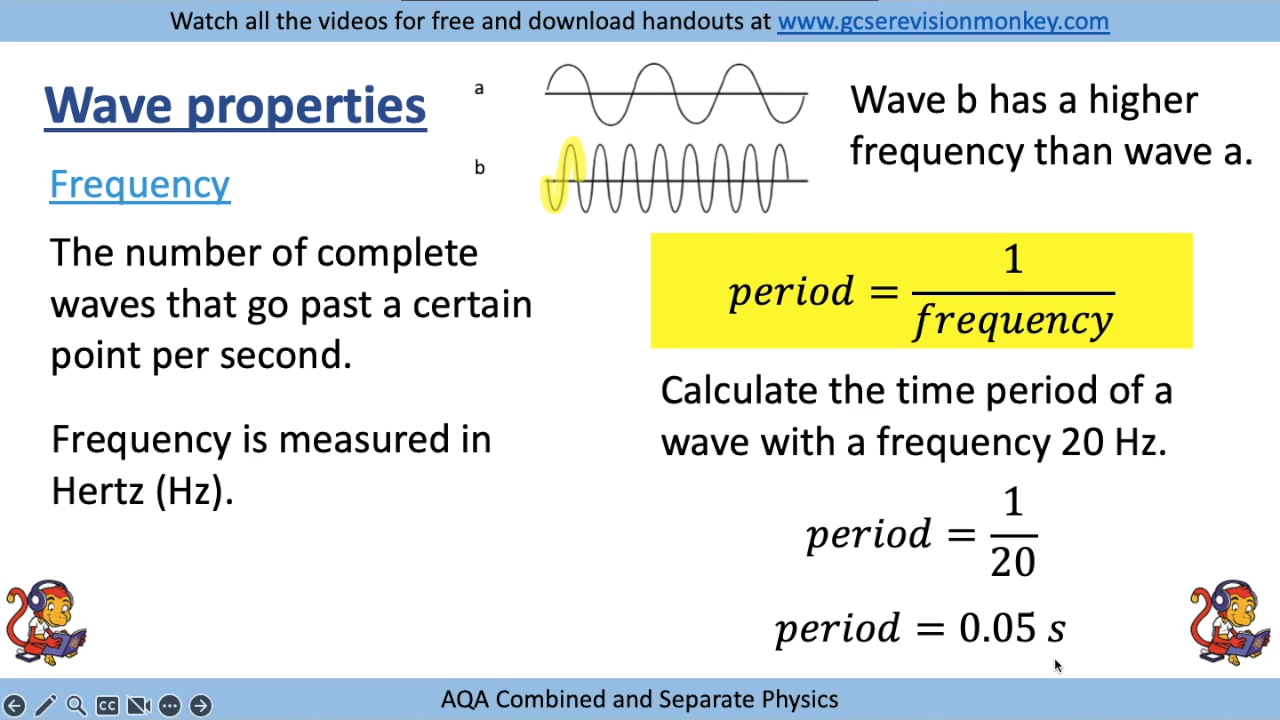 Watch all the videos for free and download handouts at www.gcserevisionmonkey.com
Wave properties
Frequency
The number of complete
waves that go past a certain
point per second.
Frequency is measured in
Hertz (Hz).
a
b
Wave b has a higher
frequency than wave a.
period = 1/frequency
Calculate the time period of a
wave with a frequency 20 Hz.
period = 1/20
period = 0.05 s
CC
AQA Combined and Separate Physics